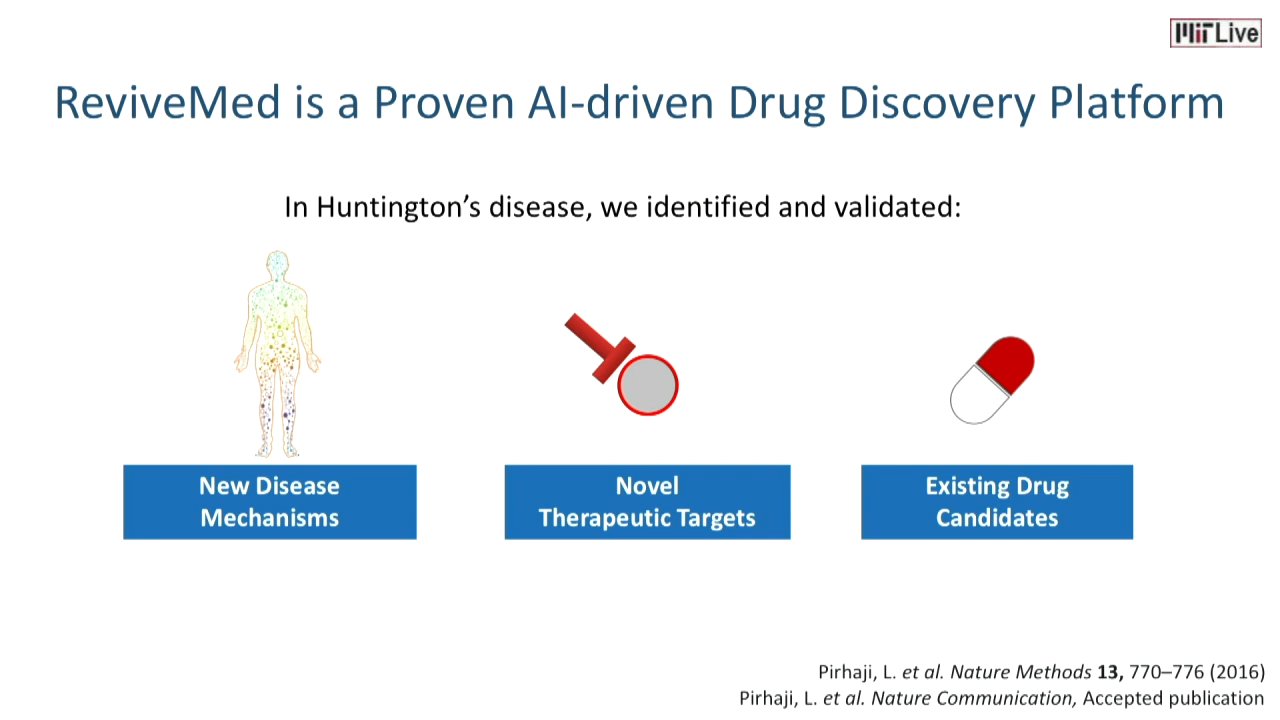 MIT Live
ReviveMed is a Proven AI-driven Drug Discovery Platform
In Huntington’s disease, we identified and validated:
New Disease
Mechanisms
Novel
Therapeutic Targets
Existing Drug
Candidates
Pirhaji, L. et al. Nature Methods 13, 770–776 (2016)
Pirhaji, L. et al. Nature Communication, Accepted publication